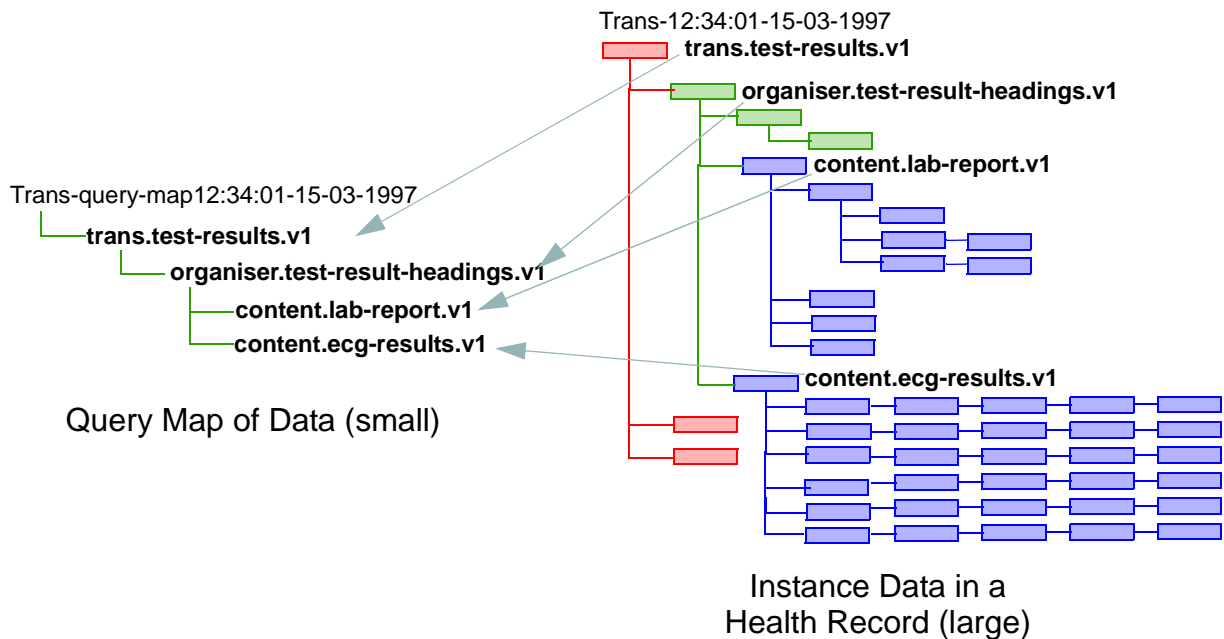 Trans-12:34:01-15-03-1997
trans.test-results.v1
organiser.test-result-headings.v1
content.lab-report.v1
Trans-query-map12:34:01-15-03-1997
trans.test-results.v1
organiser.test-result-headings.v1
content.lab-report.v1
content.ecg-results.v1
content.ecg-results.v1
Query Map of Data (small)
Instance Data in a
Health Record (large)